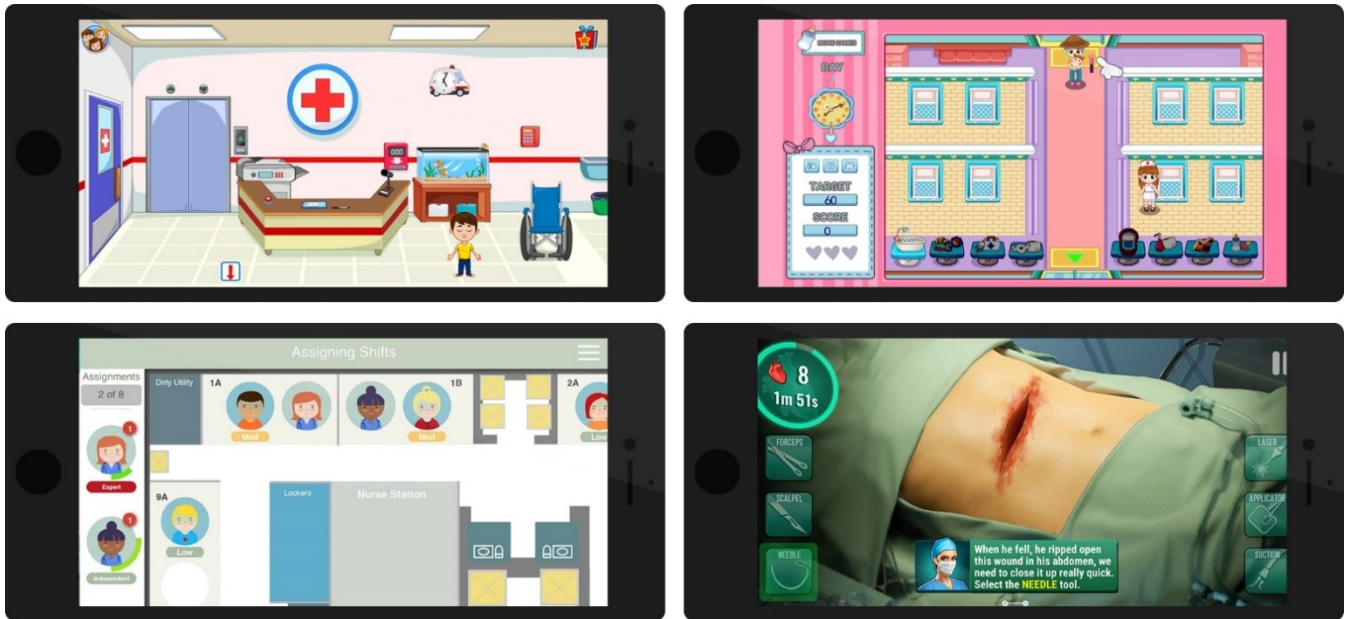 000
MORE GAMES
DAY
TARGET
60
SCORE
0
Assigning Shifts
Assignments
2 of 8
1
Expert
1
Independent
Dirty Utility
1A
Med
1B
Med
2A
Low
9A
Low
Lockers
Nurse Station
8
1m 51s
FORCEPS
SCALPEL
NEEDLE
LASER
APPLICATOR
SUCTION
When he fell, he ripped open
this wound in his abdomen, we
need to close it up really quick.
Select the NEEDLE tool.